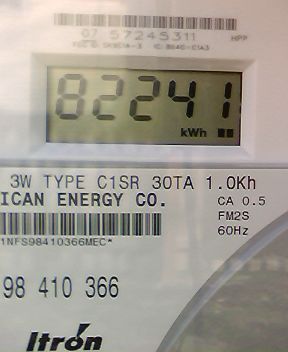 07 57245311 HPP
82241
kWh
3W TYPE C1SR 30TA 1.0Kh
ICAN ENERGY CO. CA 0.5
FM2S
1NFS98410366MEC* 60Hz
98 410 366
Itron